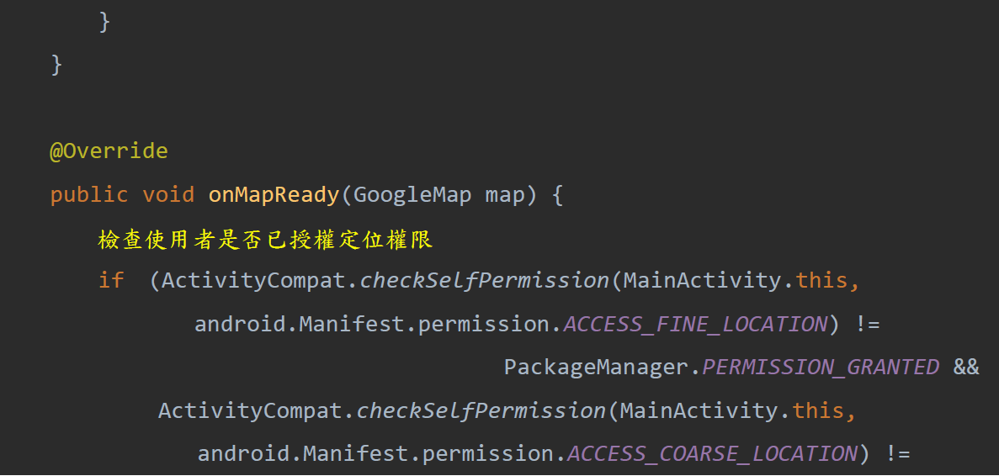 }
}
@Override
public void onMapReady(GoogleMap map) {
檢查使用者是否已授權定位權限
if (ActivityCompat.checkSelfPermission(MainActivity.this,
android.Manifest.permission.ACCESS_FINE_LOCATION) !=
PackageManager.PERMISSION_GRANTED &&
ActivityCompat.checkSelfPermission(MainActivity.this,
android.Manifest.permission.ACCESS_COARSE_LOCATION) !=